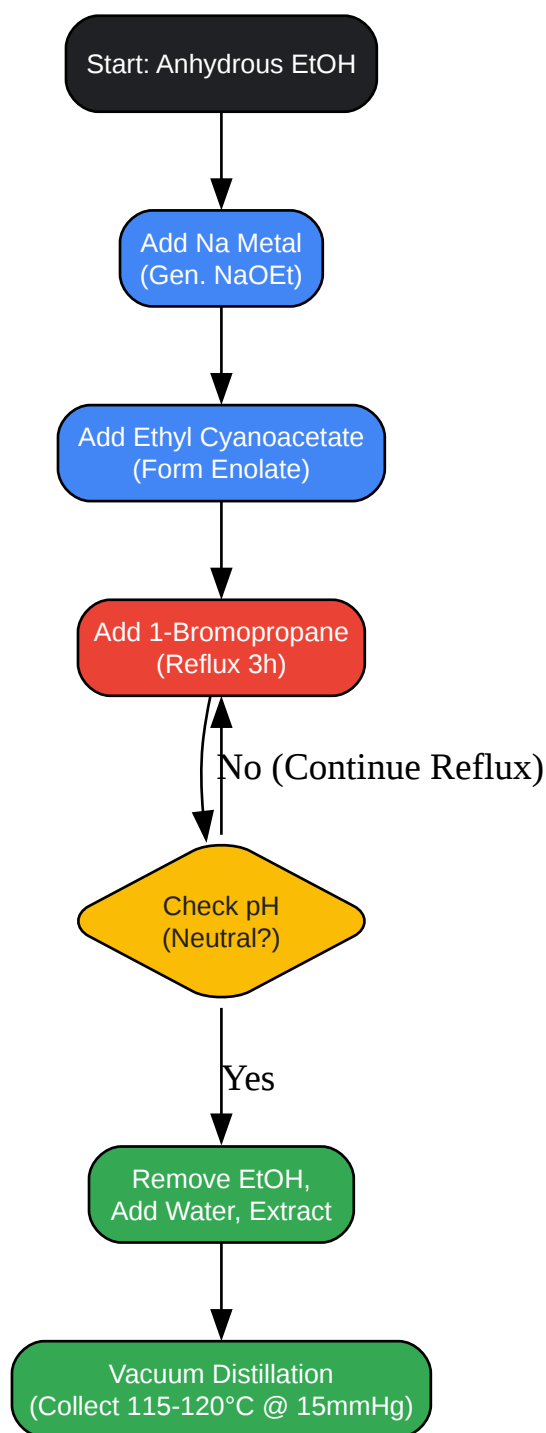 Start: Anhydrous EtOH
Add Na Metal
(Gen. NaOEt)
Add Ethyl Cyanoacetate
(Form Enolate)
Add 1-Bromopropane
(Reflux 3h)
No (Continue Reflux)
Check pH
(Neutral?)
Yes
Remove EtOH,
Add Water, Extract
Vacuum Distillation
(Collect 115-120°C @ 15mmHg)